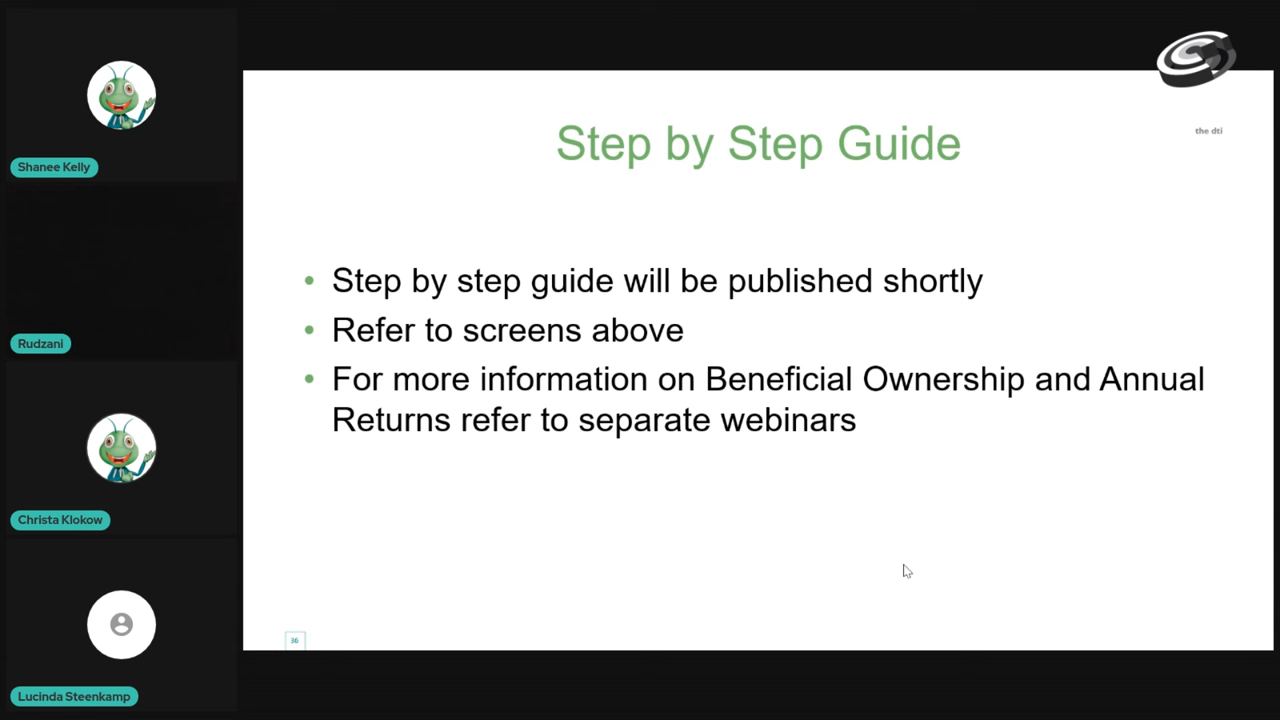 Shanee Kelly
Rudzani
Christa Klokow
Lucinda Steenkamp
the dti
Step by Step Guide
• Step by step guide will be published shortly
• Refer to screens above
• For more information on Beneficial Ownership and Annual
Returns refer to separate webinars
36